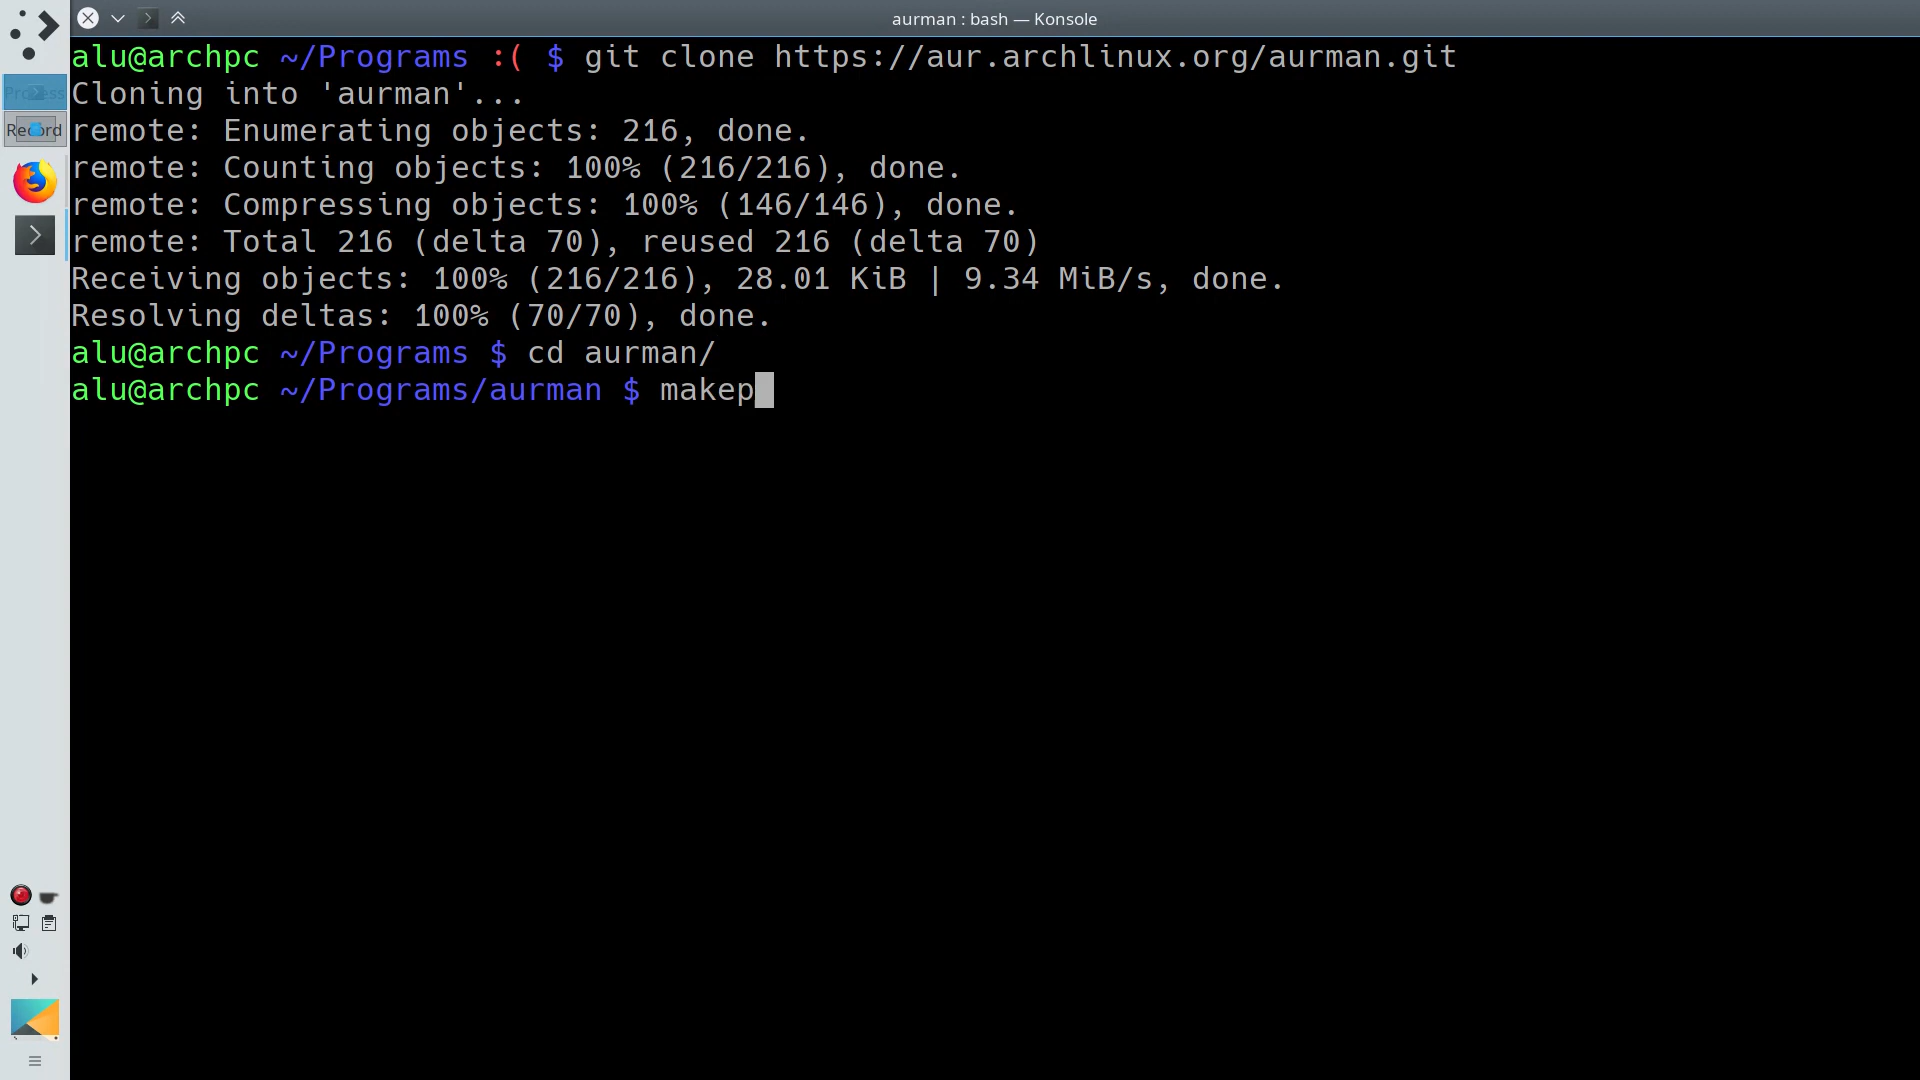 aurman : bash — Konsole
alu@archpc ~/Programs :( $ git clone https://aur.archlinux.org/aurman.git
Cloning into 'aurman'...
remote: Enumerating objects: 216, done.
remote: Counting objects: 100% (216/216), done.
remote: Compressing objects: 100% (146/146), done.
remote: Total 216 (delta 70), reused 216 (delta 70)
Receiving objects: 100% (216/216), 28.01 KiB | 9.34 MiB/s, done.
Resolving deltas: 100% (70/70), done.
alu@archpc ~/Programs $ cd aurman/
alu@archpc ~/Programs/aurman $ makep
Record